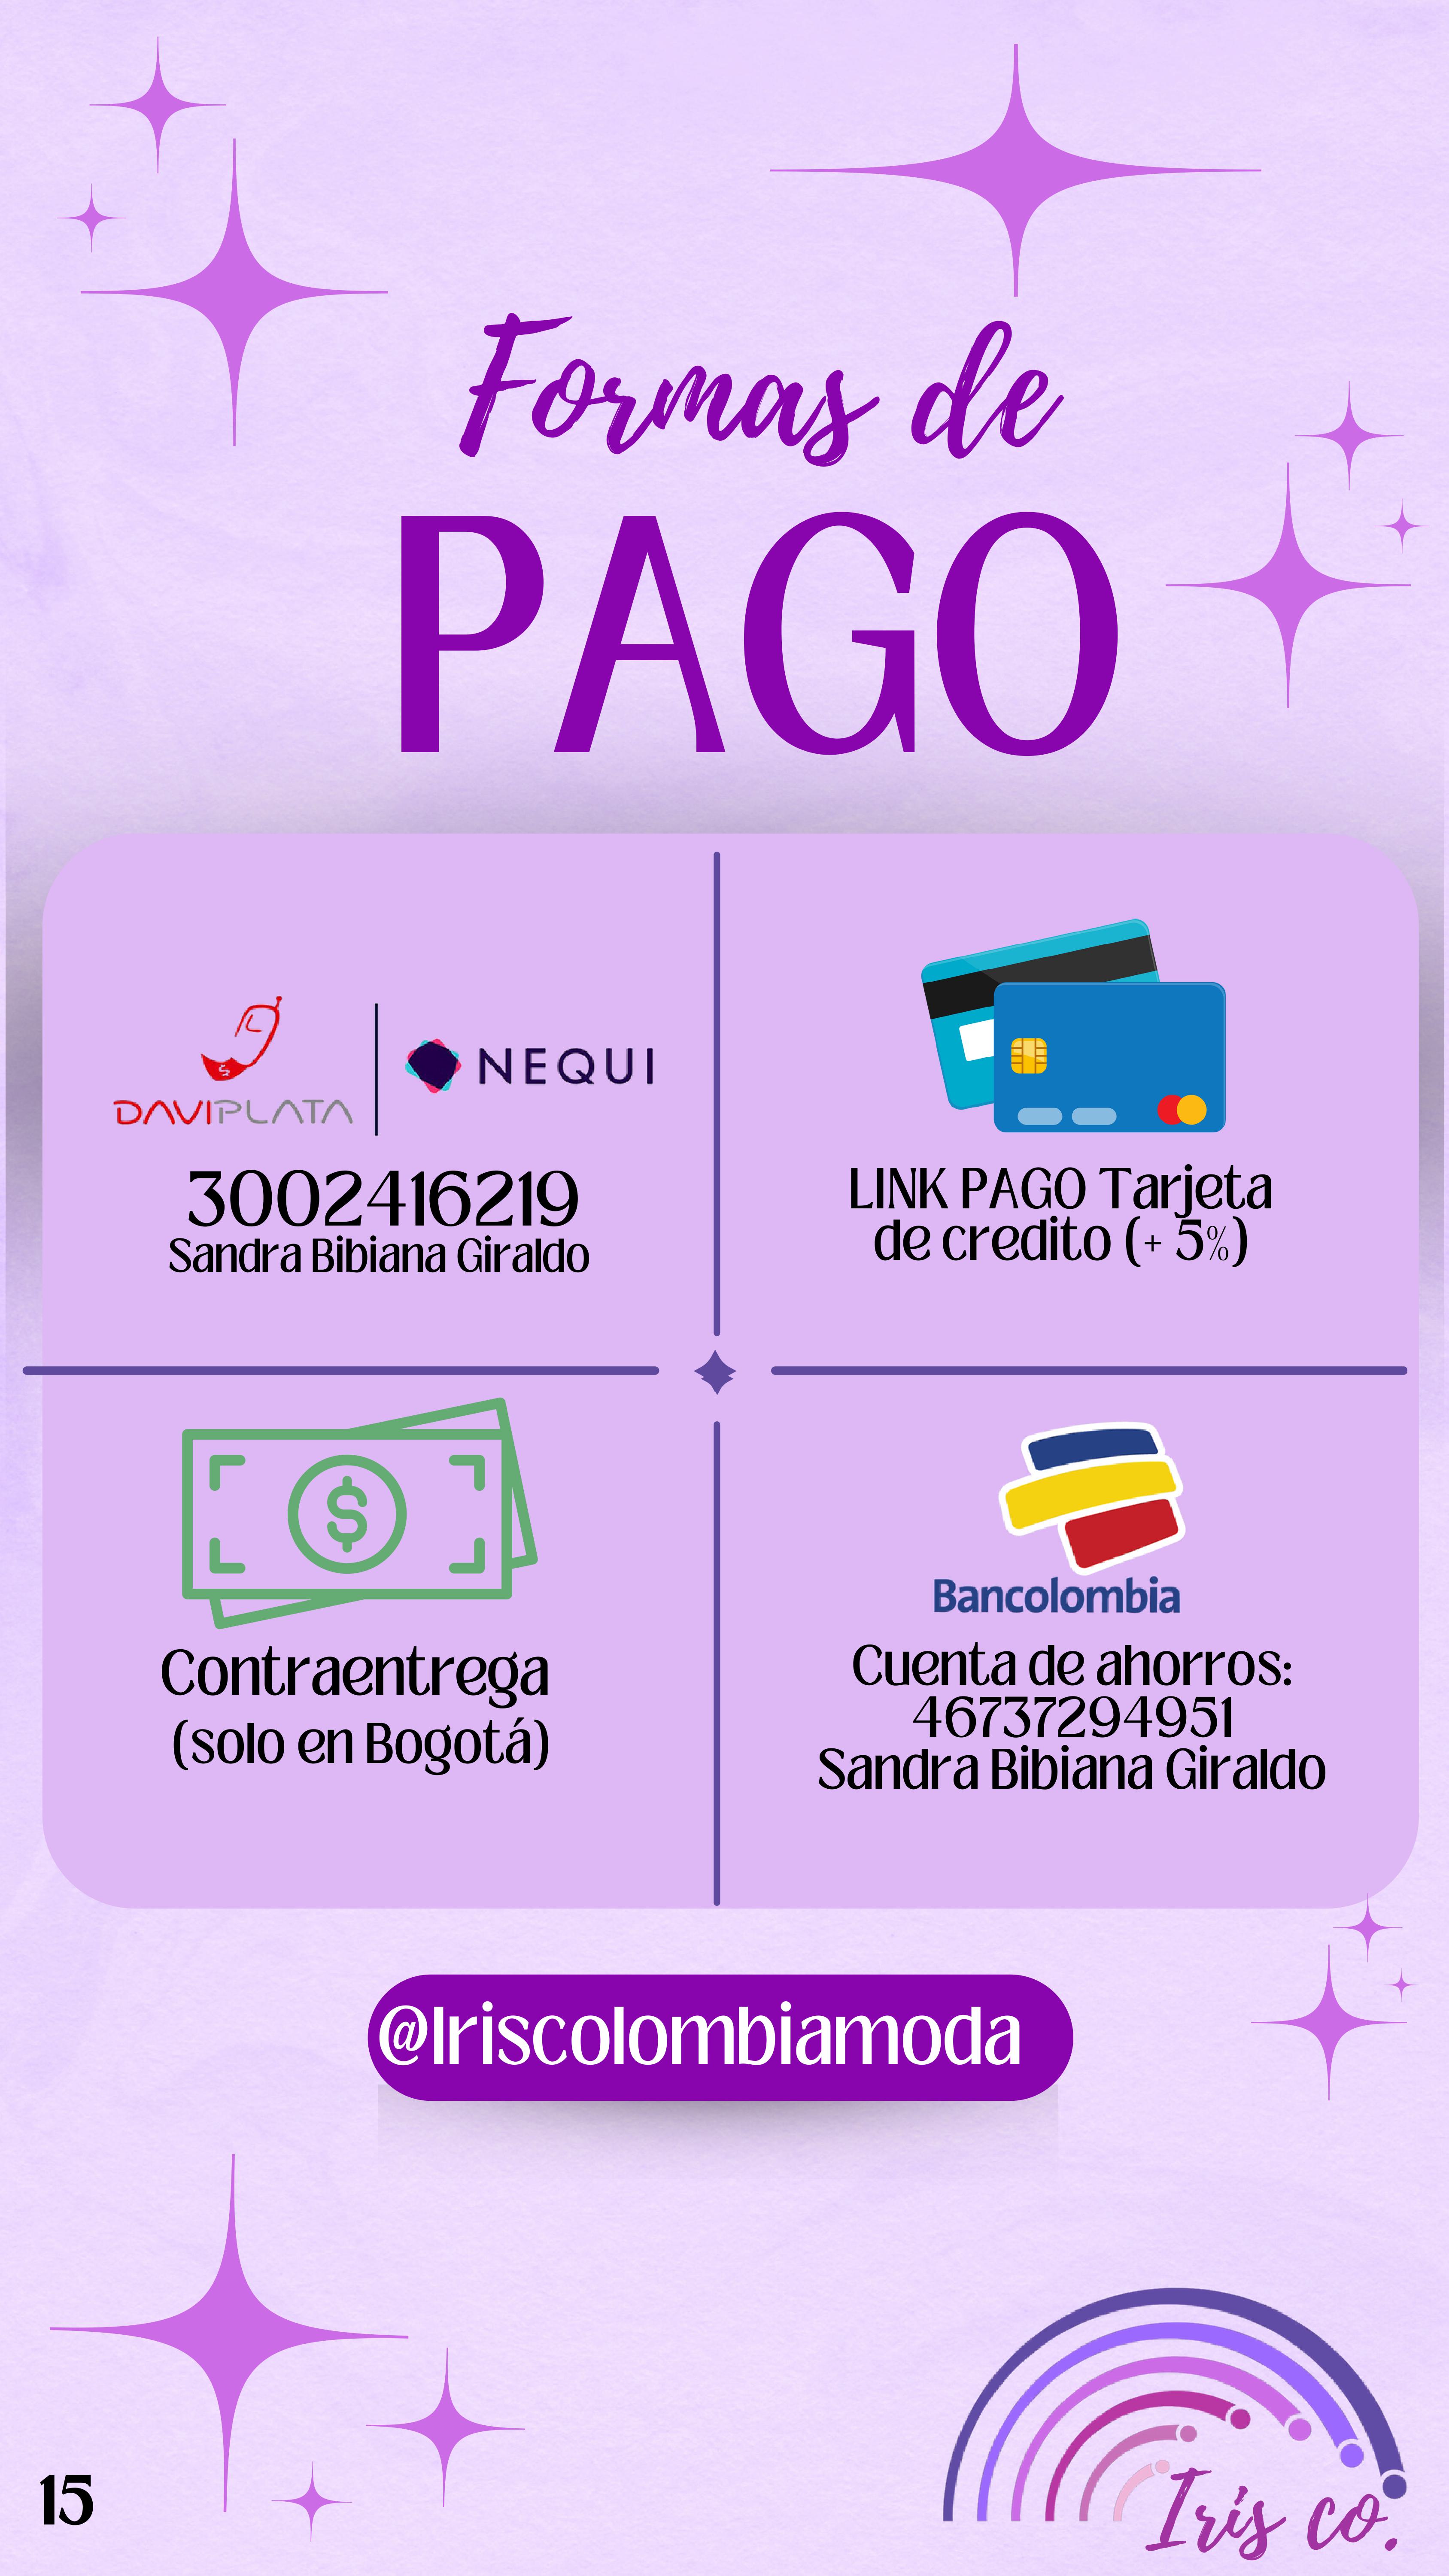 Formas de
PAGO
DAVIPLATA
NEQUI
3002416219
Sandra Bibiana Giraldo
LINK PAGO Tarjeta
de credito (+ 5%)
$
Contraentrega
(solo en Bogotá)
Bancolombia
Cuenta de ahorros:
46737294951
Sandra Bibiana Giraldo
@Iriscolombiamoda
15
Iris co.